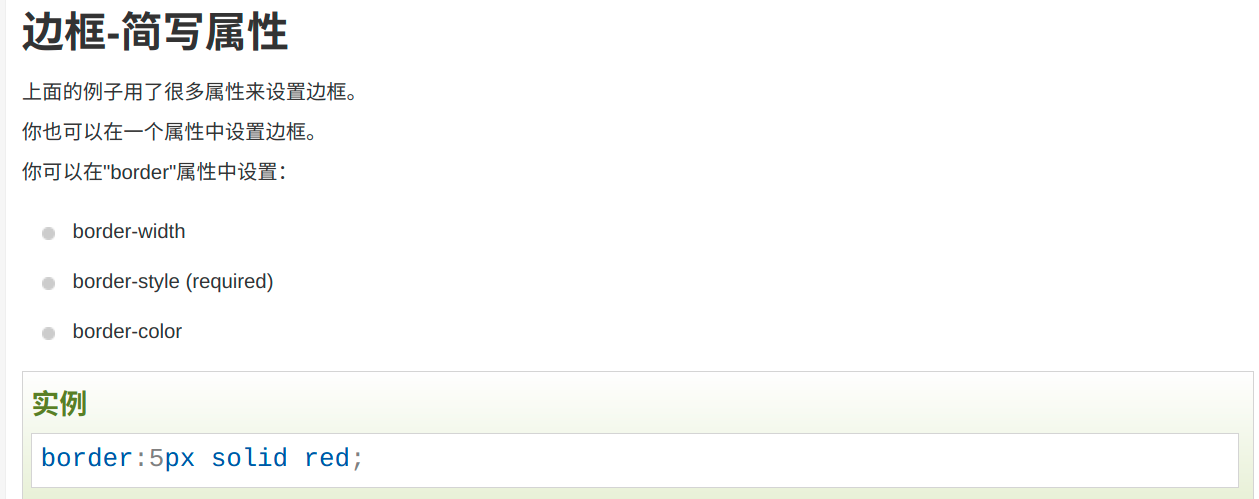 边框-简写属性
上面的例子用了很多属性来设置边框。
你也可以在一个属性中设置边框。
你可以在"border"属性中设置：
border-width
border-style (required)
border-color
实例
border:5px solid red;